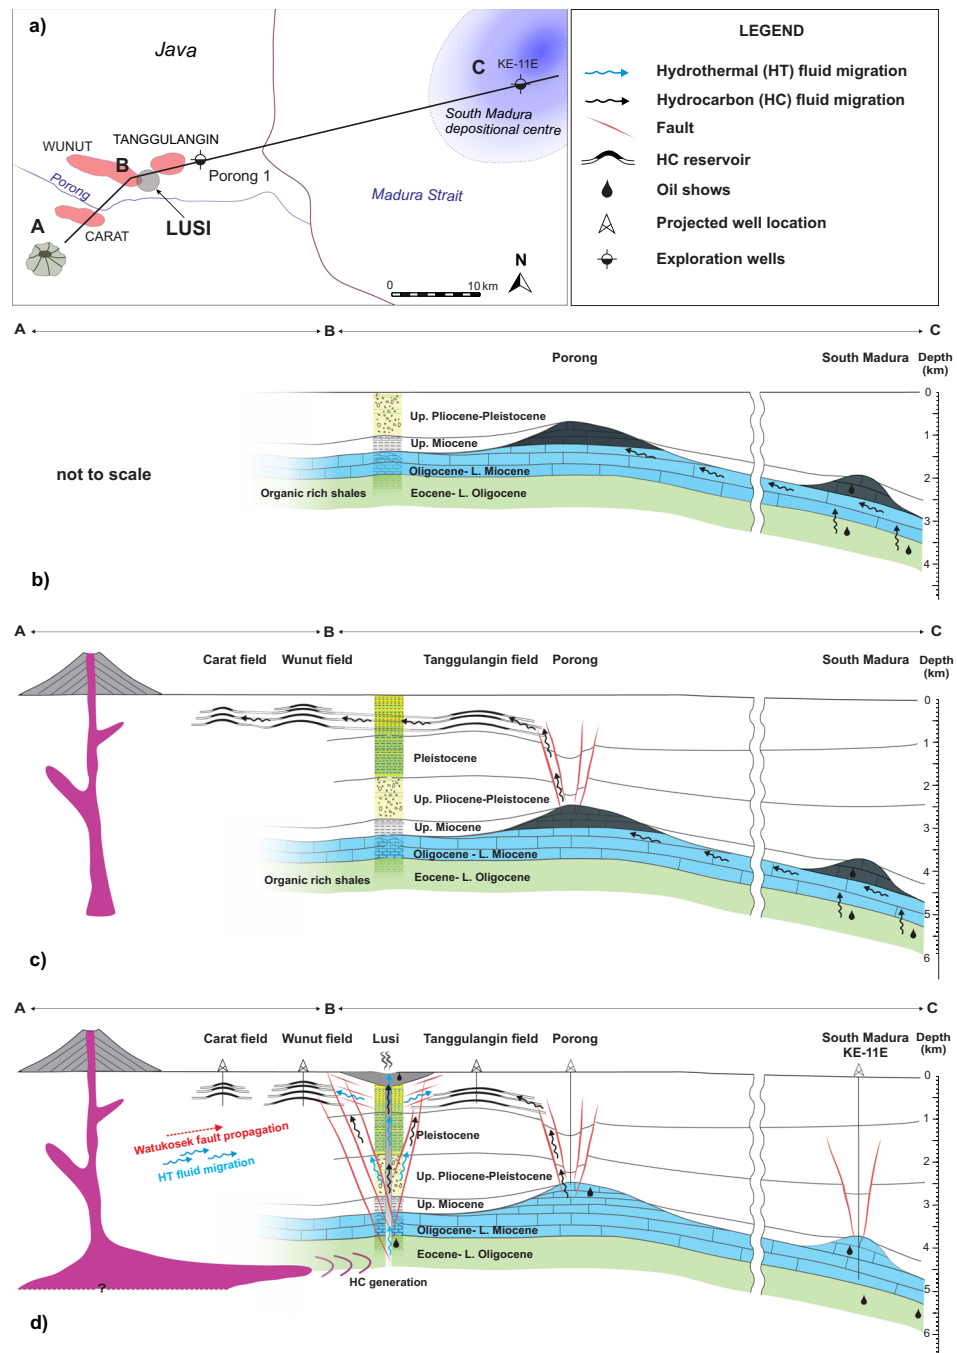 a)
Java
C
KE-11E
South Madura
depositional centre
TANGGULANGIN
WUNUT
B
Porong 1
Porong
Madura Strait
A
LUSI
CARAT
N
0
10 km
LEGEND
Hydrothermal (HT) fluid migration
Hydrocarbon (HC) fluid migration
Fault
HC reservoir
Oil shows
Projected well location
Exploration wells
A
B
C
Porong
South Madura
Depth
(km)
0
Up. Pliocene-Pleistocene
1
Up. Miocene
not to scale
Oligocene- L. Miocene
2
Organic rich shales
Eocene- L. Oligocene
3
4
b)
A
B
C
Carat field
Wunut field
Tanggulangin field
Porong
South Madura
Depth
(km)
0
1
Pleistocene
2
Up. Pliocene-Pleistocene
Up. Miocene
3
Oligocene - L. Miocene
4
Organic rich shales
Eocene- L. Oligocene
5
6
c)
A
B
C
Carat field
Wunut field
Lusi
Tanggulangin field
Porong
South Madura
KE-11E
Depth
(km)
0
1
Watukosek fault propagation
Pleistocene
HT fluid migration
2
Up. Pliocene-Pleistocene
3
Up. Miocene
Oligocene- L. Miocene
4
Eocene- L. Oligocene
?
HC generation
5
d)
6